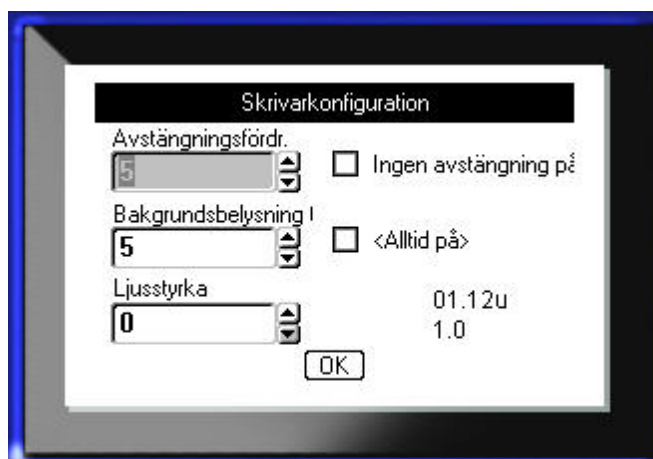 Skrivarkonfiguration
Avstängningsfördr.
5
Ingen avstängning på
Bakgrundsbelysning
5
<Alltid på>
Ljusstyrka
0
01.12u
1.0
OK